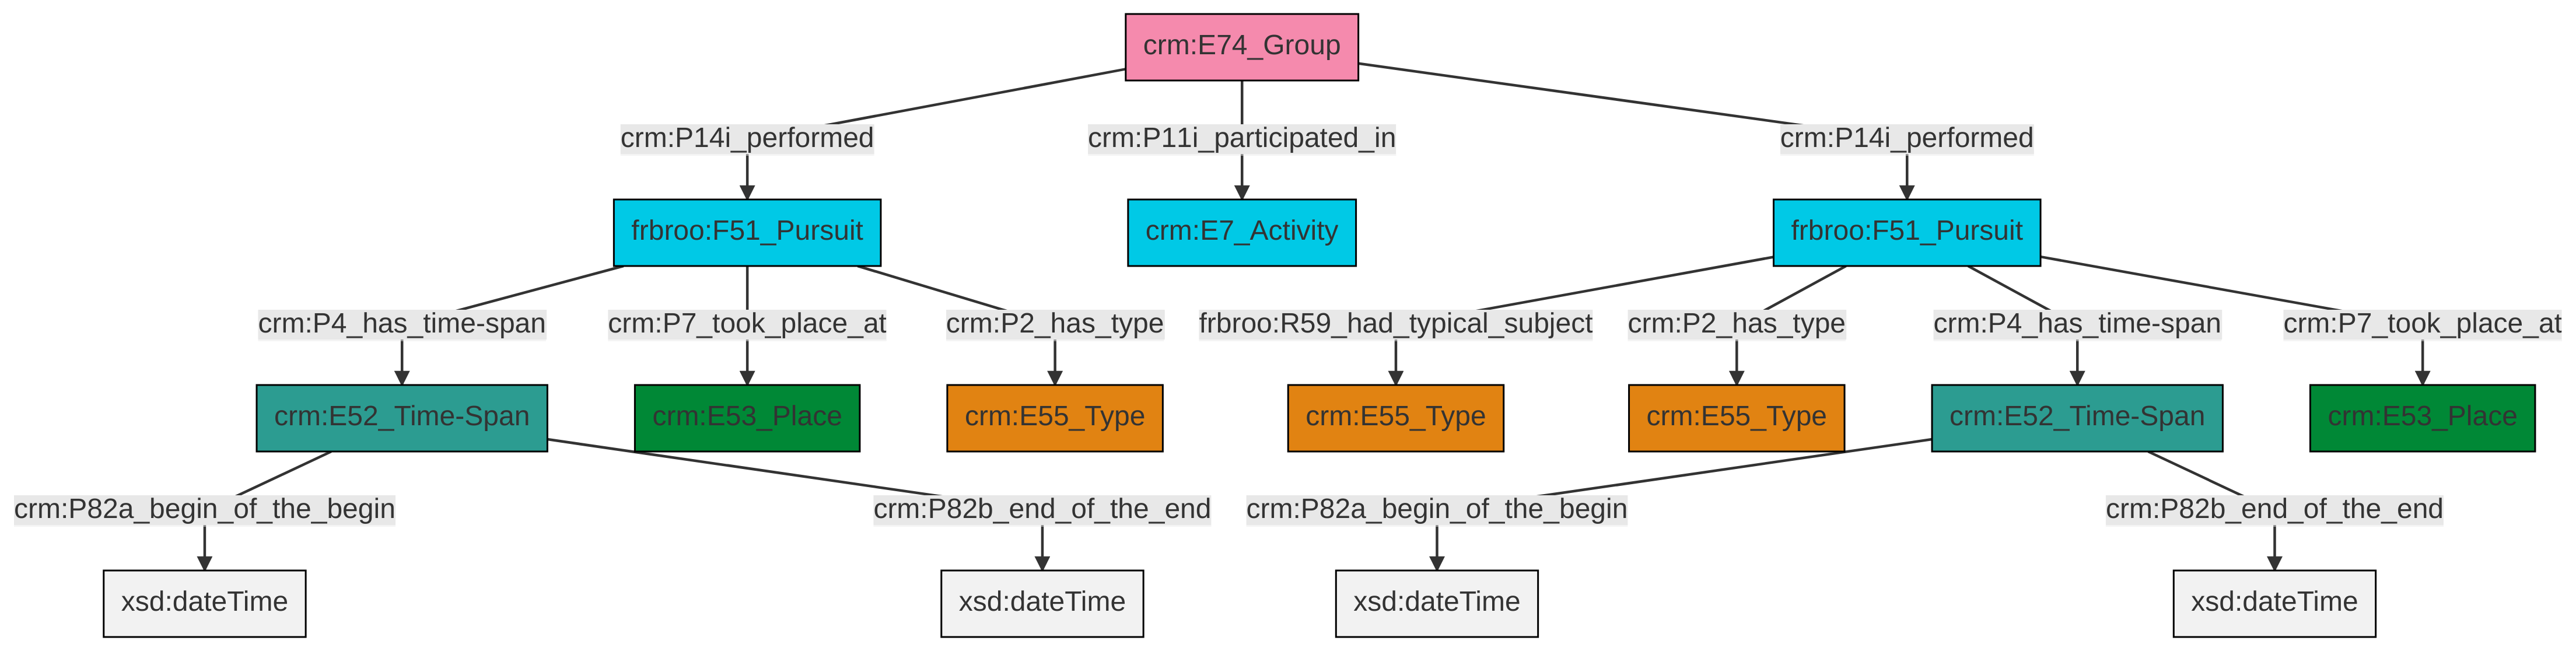 crm:E74_Group
crm:P14i_performed
crm:P11i_participated_in
crm:P14i_performed
frbroo:F51_Pursuit
crm:E7_Activity
frbroo:F51_Pursuit
crm:P4_has_time-span
crm:P7_took_place_at
crm:P2_has_type
frbroo:R59_had_typical_subject
crm:P2_has_type
crm:P4_has_time-span
crm:P7_took_place_at
crm:E52_Time-Span
crm:E53_Place
crm:E55_Type
crm:E55_Type
crm:E55_Type
crm:E52_Time-Span
crm:E53_Place
crm:P82a_begin_of_the_begin
crm:P82b_end_of_the_end
crm:P82a_begin_of_the_begin
crm:P82b_end_of_the_end
xsd:dateTime
xsd:dateTime
xsd:dateTime
xsd:dateTime